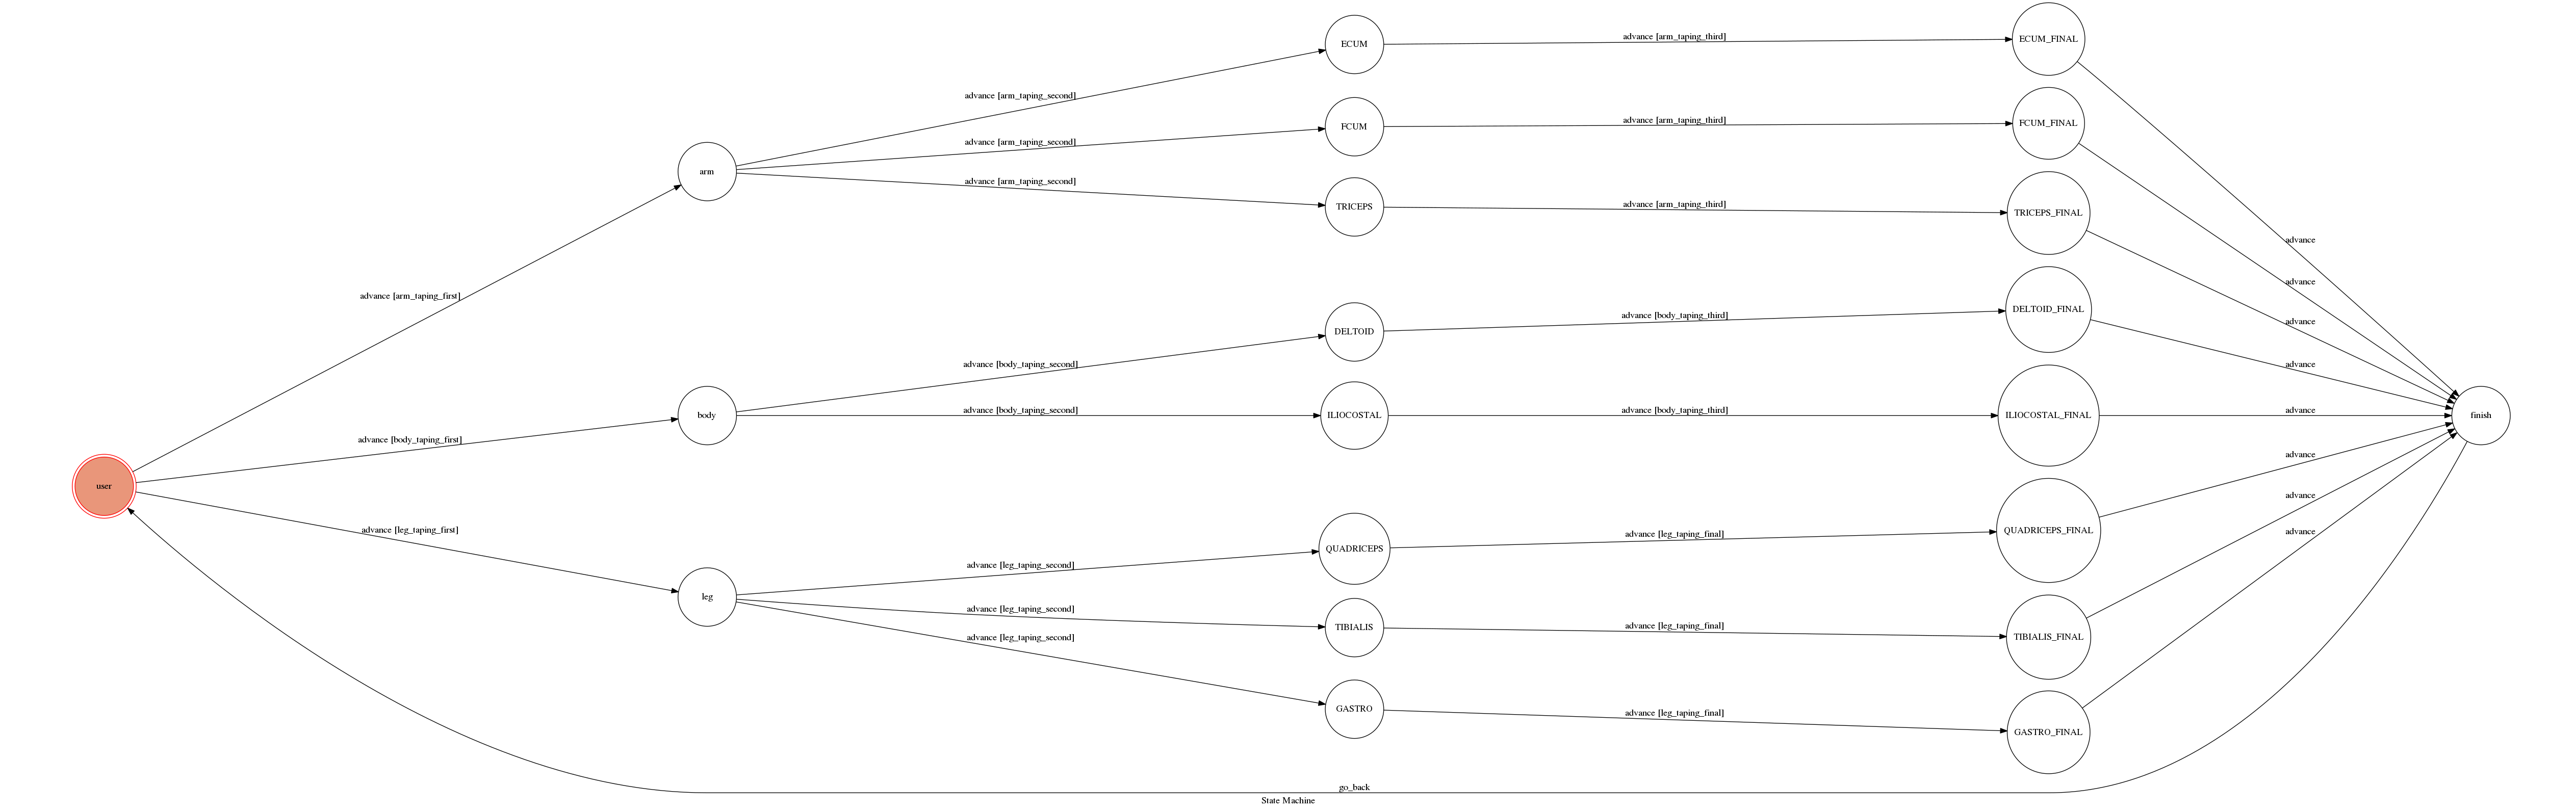 user
advance [arm_taping_first]
advance [body_taping_first]
advance [leg_taping_first]
arm
body
leg
advance [arm_taping_second]
advance [arm_taping_second]
advance [arm_taping_second]
advance [body_taping_second]
advance [body_taping_second]
advance [leg_taping_second]
advance [leg_taping_second]
advance [leg_taping_second]
ECUM
FCUM
TRICEPS
DELTOID
ILIOCOSTAL
QUADRICEPS
TIBIALIS
GASTRO
advance [arm_taping_third]
advance [arm_taping_third]
advance [arm_taping_third]
advance [body_taping_third]
advance [body_taping_third]
advance [leg_taping_final]
advance [leg_taping_final]
advance [leg_taping_final]
ECUM_FINAL
FCUM_FINAL
TRICEPS_FINAL
DELTOID_FINAL
ILIOCOSTAL_FINAL
QUADRICEPS_FINAL
TIBIALIS_FINAL
GASTRO_FINAL
advance
advance
advance
advance
advance
advance
advance
advance
finish
go_back
State Machine